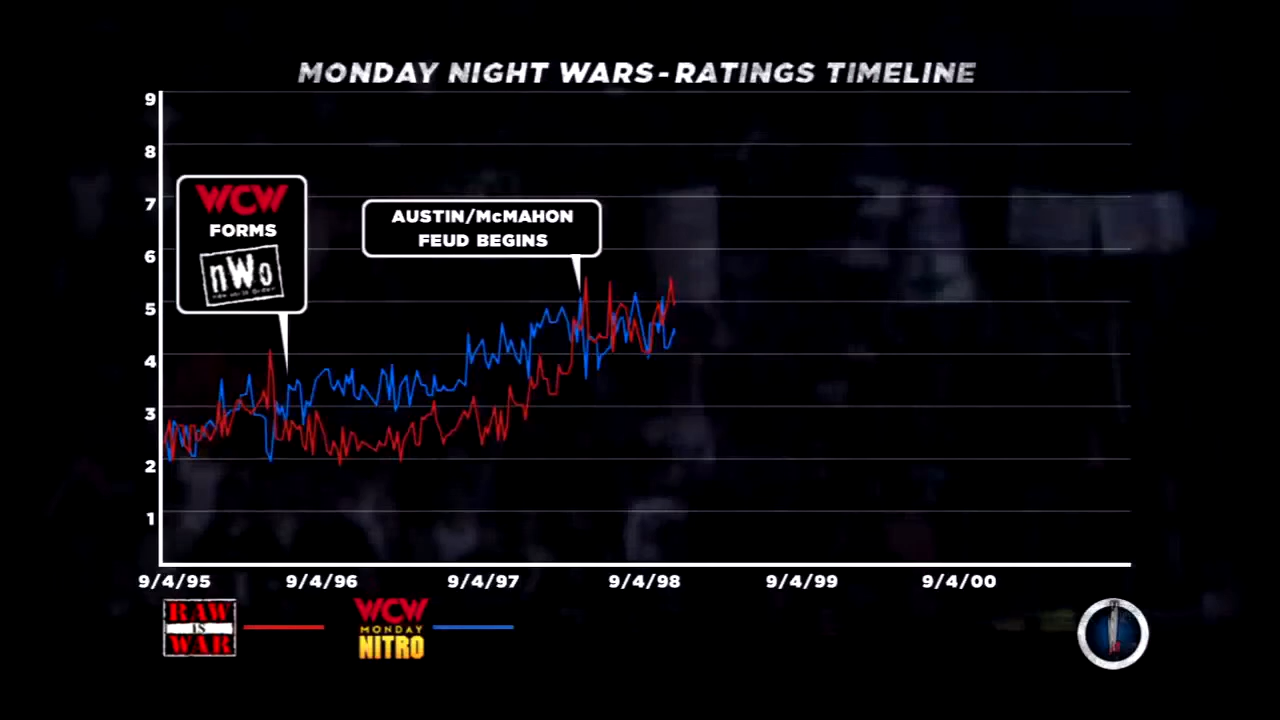 MONDAY NIGHT WARS - RATINGS TIMELINE
9
8
7
6
5
4
3
2
1
WCW
FORMS
nWo
AUSTIN/McMAHON
FEUD BEGINS
9/4/95 9/4/96 9/4/97 9/4/98 9/4/99 9/4/00
RAW
IS
WAR
WCW
MONDAY
NITRO